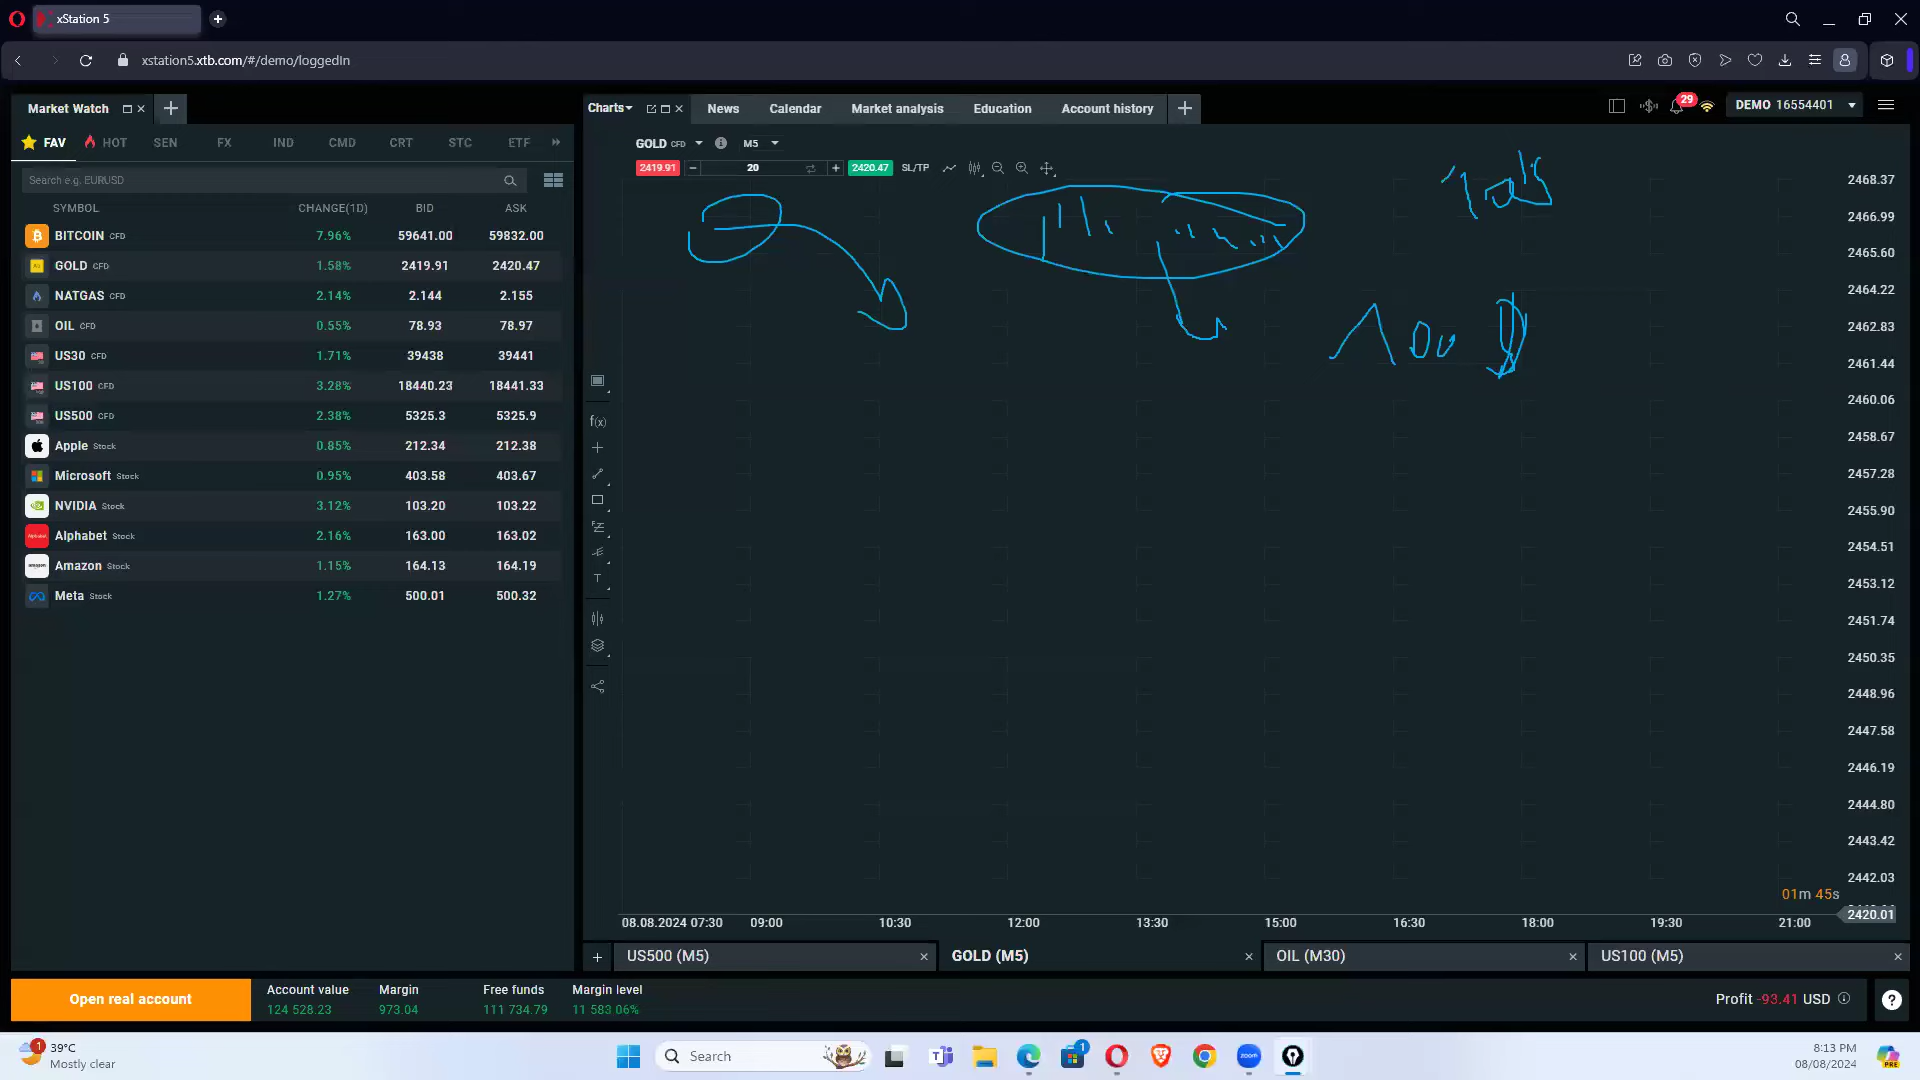 xStation 5
xstation5.xtb.com/#/demo/loggedIn
Market Watch
Charts News Calendar Market analysis Education Account history
29
DEMO 16554401
FAV HOT SEN FX IND CMD CRT STC ETF
GOLD CFD M5
2419.91 20 2420.47 SL/TP
Search e.g. EURUSD
SYMBOL CHANGE(1D) BID ASK
BITCOIN CFD 7.96% 59641.00 59832.00
GOLD CFD 1.58% 2419.91 2420.47
NATGAS CFD 2.14% 2.144 2.155
OIL CFD 0.55% 78.93 78.97
US30 CFD 1.71% 39438 39441
US100 CFD 3.28% 18440.23 18441.33
US500 CFD 2.38% 5325.3 5325.9
Apple Stock 0.85% 212.34 212.38
Microsoft Stock 0.95% 403.58 403.67
NVIDIA Stock 3.12% 103.20 103.22
Alphabet Stock 2.16% 163.00 163.02
Amazon Stock 1.15% 164.13 164.19
Meta Stock 1.27% 500.01 500.32
f(x)
T
2468.37
2466.99
2465.60
2464.22
2462.83
2461.44
2460.06
2458.67
2457.28
2455.90
2454.51
2453.12
2451.74
2450.35
2448.96
2447.58
2446.19
2444.80
2443.42
2442.03
01m 45s
2420.01
08.08.2024 07:30 09:00 10:30 12:00 13:30 15:00 16:30 18:00 19:30 21:00
US500 (M5) GOLD (M5) OIL (M30) US100 (M5)
Open real account
Account value Margin Free funds Margin level
124 528.23 973.04 111 734.79 11 583.06%
Profit -93.41 USD
39°C
Mostly clear
Search
8:13 PM
08/08/2024